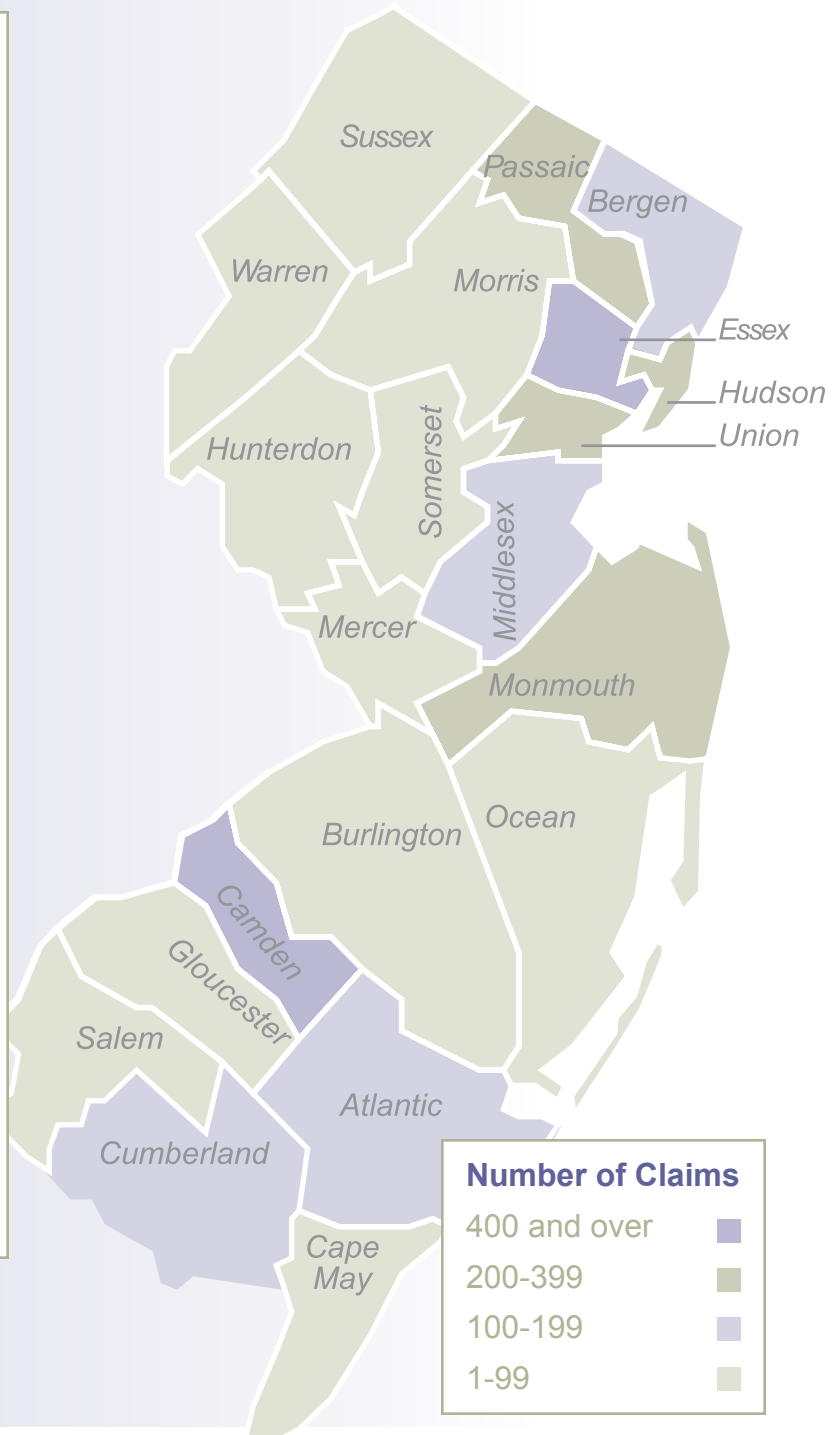 Sussex
Passaic
Bergen
Warren
Morris
Essex
Hudson
Union
Hunterdon
Somerset
Middlesex
Mercer
Monmouth
Ocean
Burlington
Camden
Gloucester
Salem
Atlantic
Cumberland
Cape
May
Number of Claims
400 and over
200-399
100-199
1-99